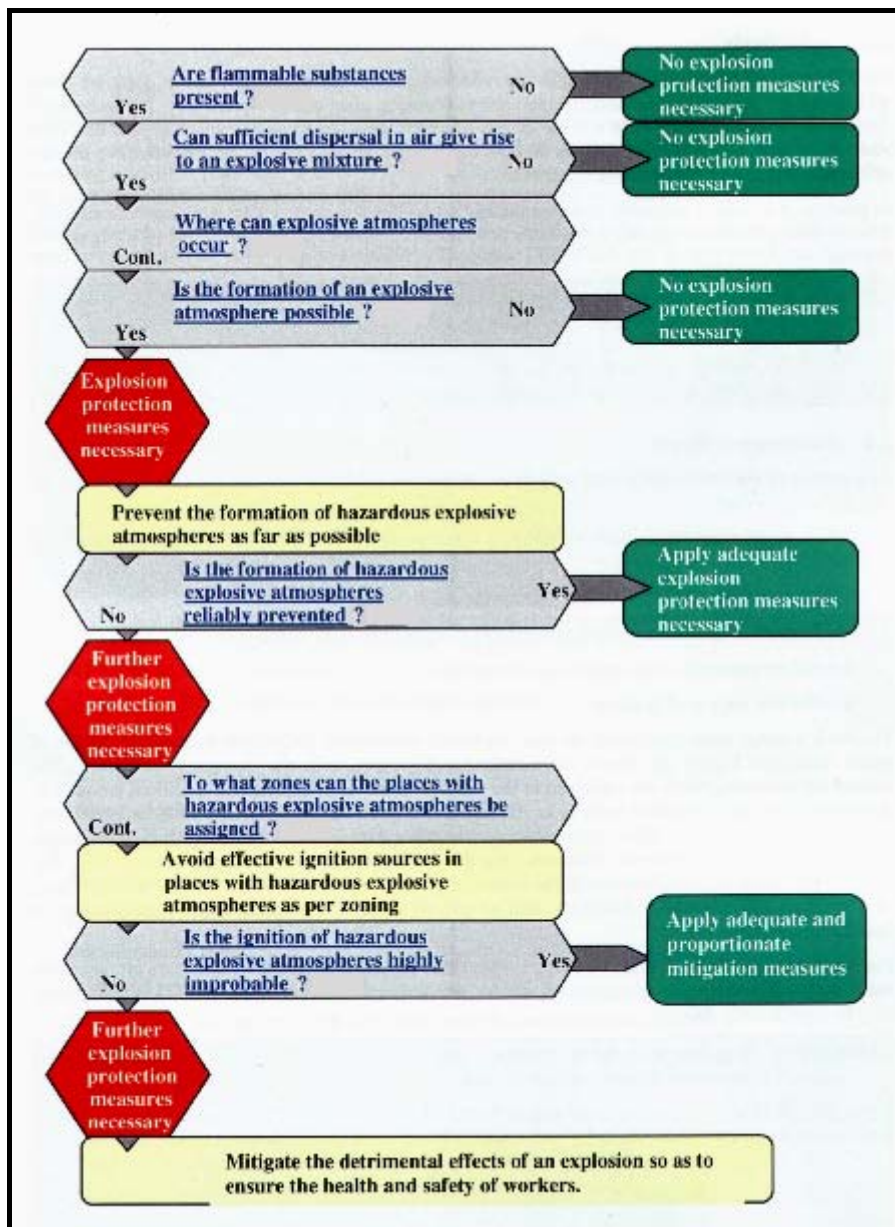 Are flammable substances
present ?
No
Yes
No explosion
protection measures
necessary
Can sufficient dispersal in air give rise
to an explosive mixture ?
No
Yes
No explosion
protection measures
necessary
Where can explosive atmospheres
occur ?
Cont.
Is the formation of an explosive
atmosphere possible ?
No
Yes
No explosion
protection measures
necessary
Explosion
protection
measures
necessary
Prevent the formation of hazardous explosive
atmospheres as far as possible
Is the formation of hazardous
explosive atmospheres
reliably prevented ?
Yes
No
Apply adequate
explosion
protection measures
necessary
Further
explosion
protection
measures
necessary
To what zones can the places with
hazardous explosive atmospheres be
assigned ?
Cont.
Avoid effective ignition sources in
places with hazardous explosive
atmospheres as per zoning
Is the ignition of hazardous
explosive atmospheres highly
improbable ?
Yes
No
Apply adequate and
proportionate
mitigation measures
Further
explosion
protection
measures
necessary
Mitigate the detrimental effects of an explosion so as to
ensure the health and safety of workers.